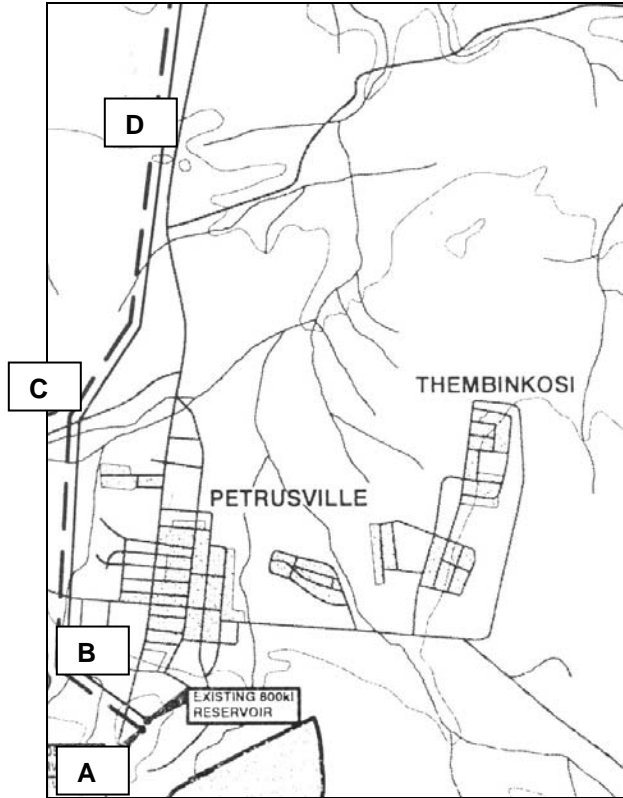 D
C
THEMBINKOSI
PETRUSVILLE
B
EXISTING 800kl
RESERVOIR
A